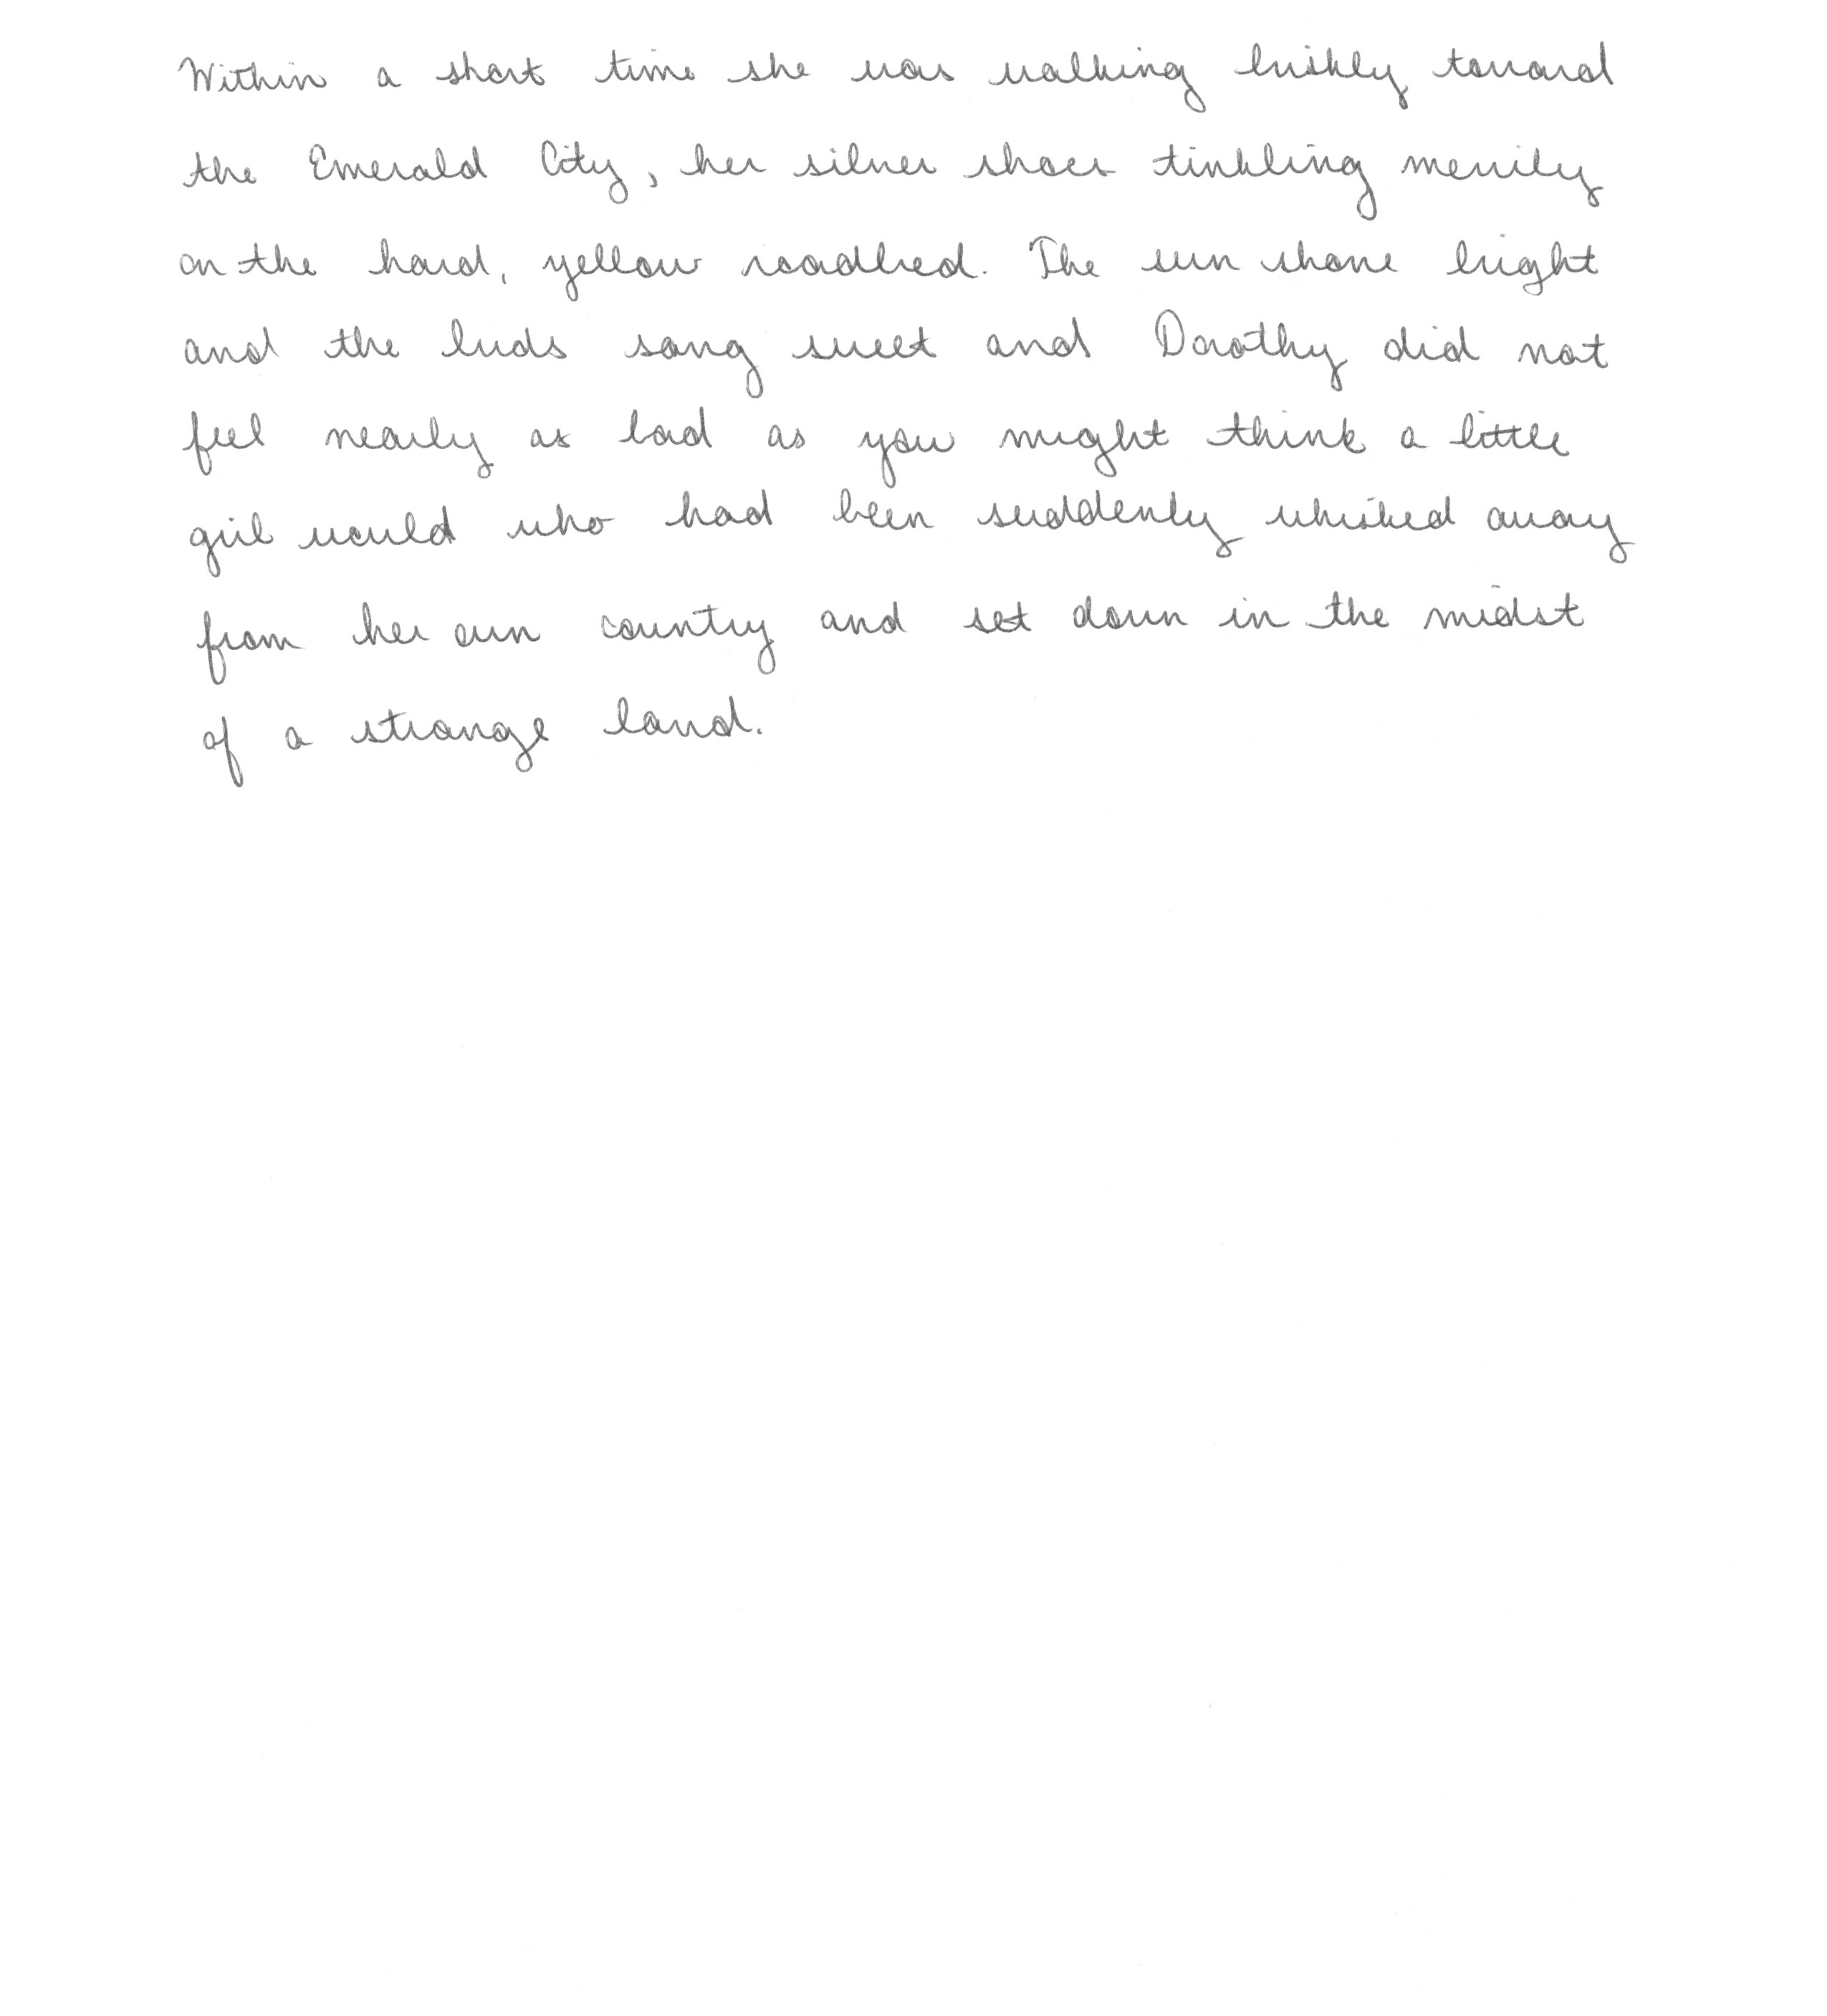 Within a short time she was walking briskly toward
the Emerald City, her silver shoes tinkling merrily
on the hard, yellow roadbed. The sun shone bright
and the birds sang sweet and Dorothy did not
feel nearly as bad as you might think a little
girl would who had been suddenly whisked away
from her own country and set down in the midst
of a strange land.